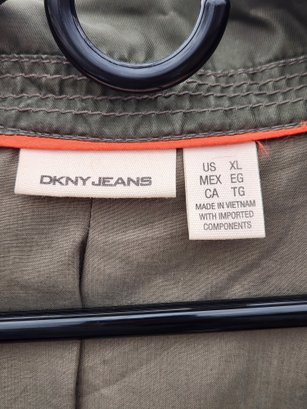 DKNY JEANS
US XL
MEX EG
CA TG
MADE IN VIETNAM
WITH IMPORTED
COMPONENTS